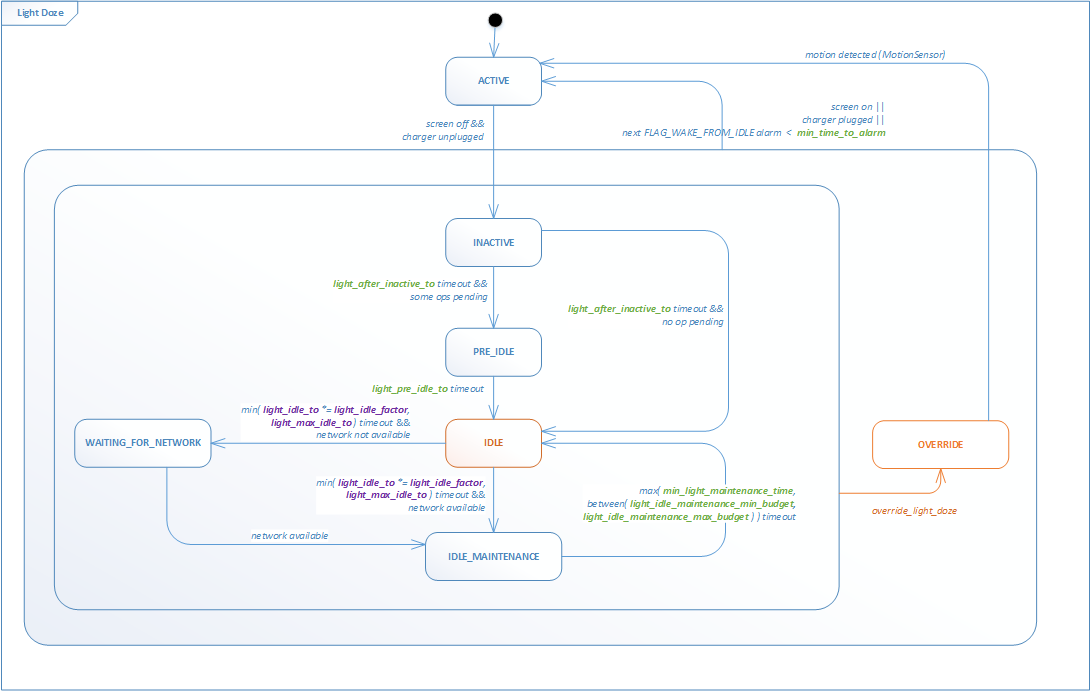 Light Doze
motion detected (MotionSensor)
ACTIVE
screen on ||
charger plugged ||
next FLAG_WAKE_FROM_IDLE alarm < min_time_to_alarm
screen off &&
charger unplugged
INACTIVE
light_after_inactive_to timeout &&
some ops pending
light_after_inactive_to timeout &&
no op pending
PRE_IDLE
light_pre_idle_to timeout
min( light_idle_to *= light_idle_factor,
light_max_idle_to ) timeout &&
network not available
WAITING_FOR_NETWORK
IDLE
OVERRIDE
min( light_idle_to *= light_idle_factor,
light_max_idle_to ) timeout &&
network available
max( min_light_maintenance_time,
between( light_idle_maintenance_min_budget,
light_idle_maintenance_max_budget ) ) timeout
override_light_doze
network available
IDLE_MAINTENANCE